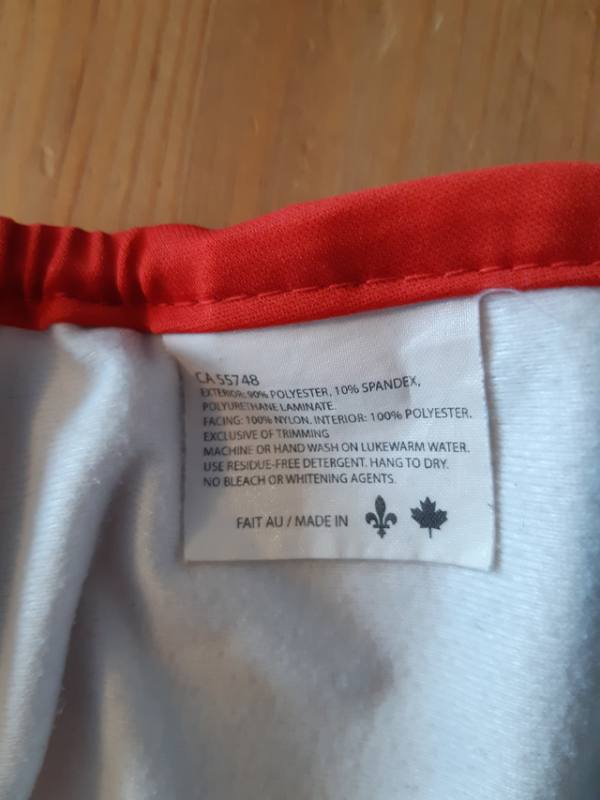 CA 55748
EXTERIOR: 90% POLYESTER, 10% SPANDEX,
POLYURETHANE LAMINATE.
FACING: 100% NYLON. INTERIOR: 100% POLYESTER.
EXCLUSIVE OF TRIMMING
MACHINE OR HAND WASH ON LUKEWARM WATER.
USE RESIDUE-FREE DETERGENT. HANG TO DRY.
NO BLEACH OR WHITENING AGENTS.
FAIT AU / MADE IN